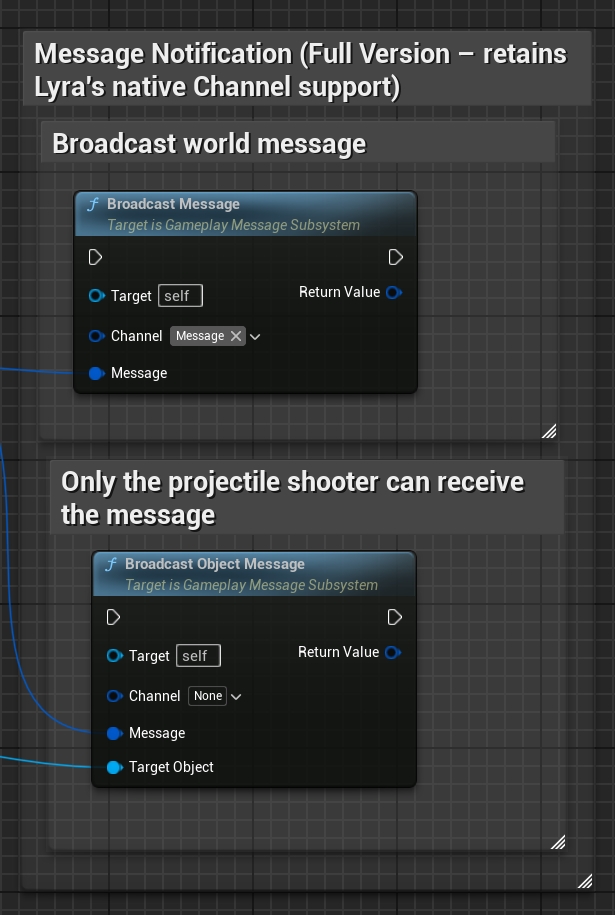 Message Notification (Full Version – retains
Lyra's native Channel support)
Broadcast world message
f Broadcast Message
Target is Gameplay Message Subsystem
Target self
Return Value
Channel Message
Message
Only the projectile shooter can receive
the message
f Broadcast Object Message
Target is Gameplay Message Subsystem
Target self
Return Value
Channel None
Message
Target Object